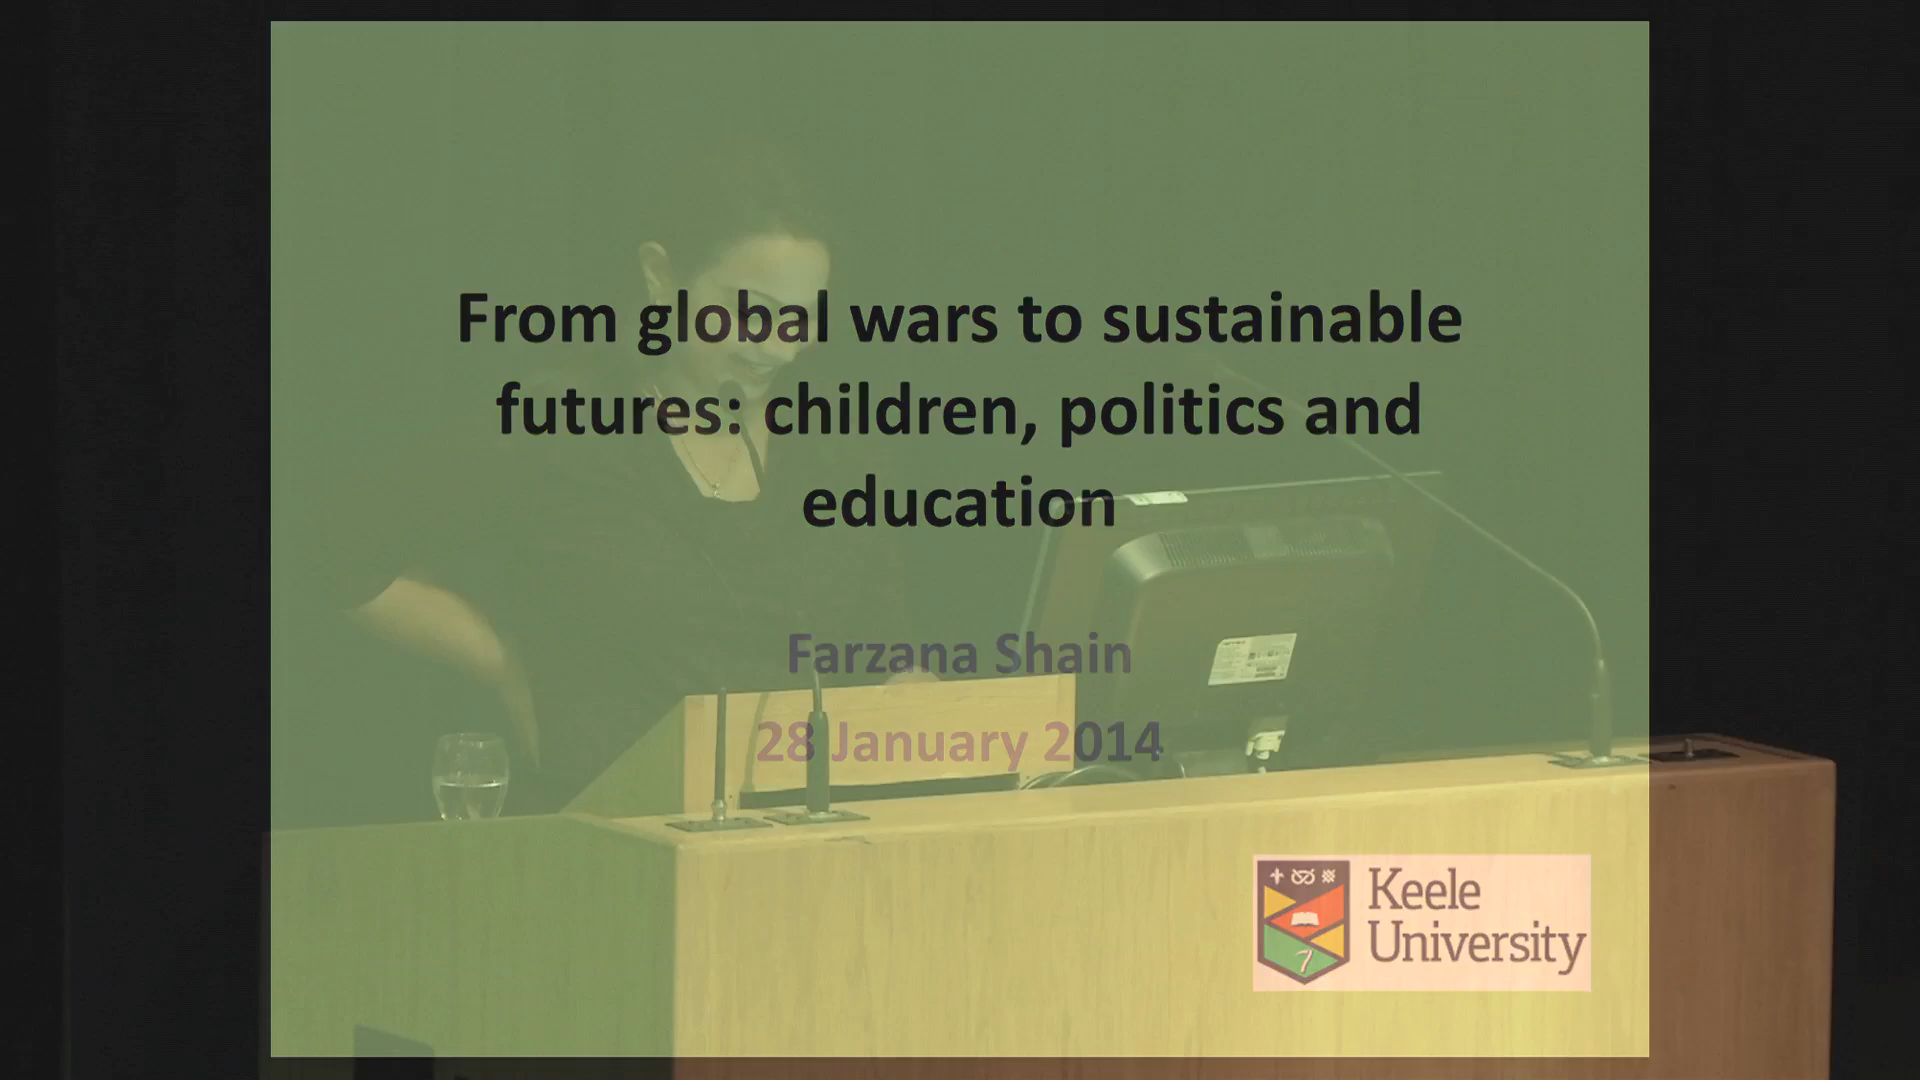 From global wars to sustainable
futures: children, politics and
education
Farzana Shain
28 January 2014
Keele
University